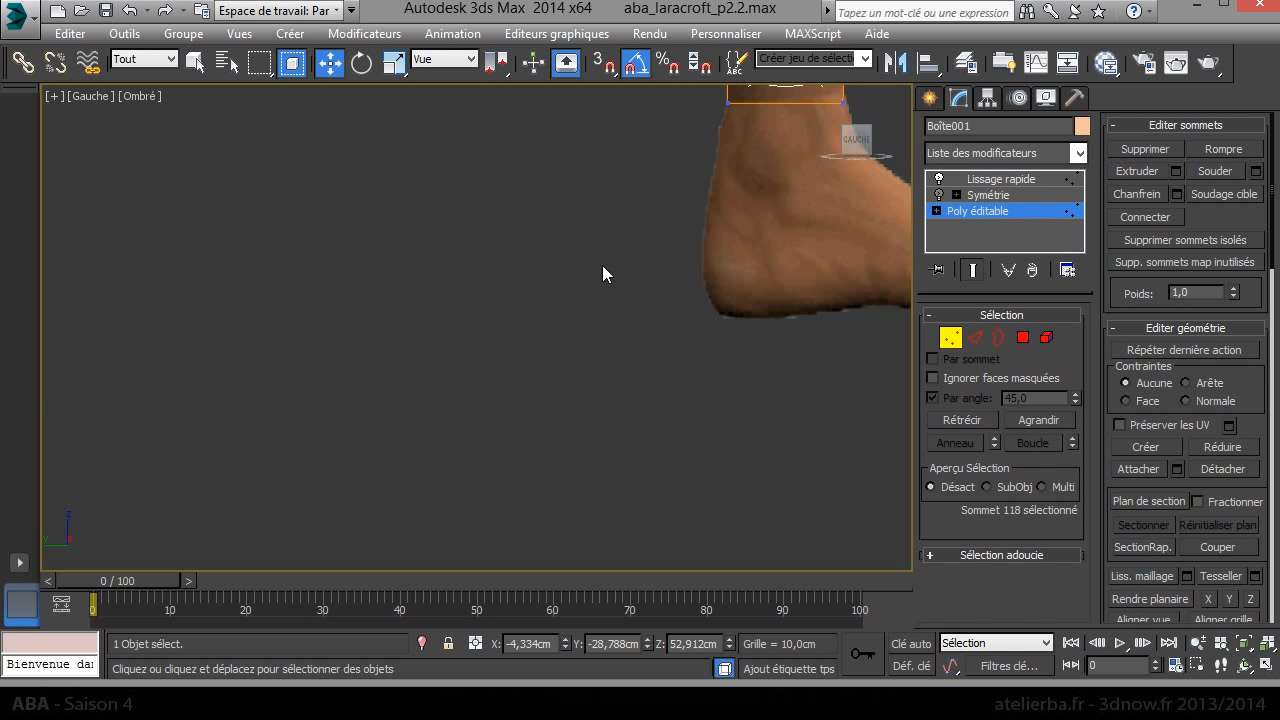 Espace de travail: Par
Autodesk 3ds Max 2014 x64
aba_laracroft_p2.2.max
Tapez un mot-clé ou une expression
Editer
Outils
Groupe
Vues
Créer
Modificateurs
Animation
Editeurs graphiques
Rendu
Personnaliser
MAXScript
Aide
Tout
Vue
3
Créer jeu de sélecti
[+] [Gauche] [Ombré]
GAUCHE
Boîte001
Liste des modificateurs
Lissage rapide
Symétrie
Poly éditable
Sélection
Par sommet
Ignorer faces masquées
Par angle: 45,0
Rétrécir
Agrandir
Anneau
Boucle
Aperçu Sélection
Désact
SubObj
Multi
Sommet 118 sélectionné
Sélection adoucie
Editer sommets
Supprimer
Rompre
Extruder
Souder
Chanfrein
Soudage cible
Connecter
Supprimer sommets isolés
Supp. sommets map inutilisés
Poids: 1,0
Editer géométrie
Répéter dernière action
Contraintes
Aucune
Arête
Face
Normale
Préserver les UV
Créer
Réduire
Attacher
Détacher
Plan de section
Fractionner
Sectionner
Réinitialiser plan
SectionRap.
Couper
Liss. maillage
Tesseller
Rendre planaire
X
Y
Z
Aligner vue
Aligner grille
z
y
x
< 0 / 100 >
0 10 20 30 40 50 60 70 80 90 100
1 Objet sélect.
X: -4,334cm
Y: -28,788cm
Z: 52,912cm
Grille = 10,0cm
Clé auto
Sélection
Bienvenue da
Cliquez ou cliquez et déplacez pour sélectionner des objets
Ajout étiquette tps
Déf. clé
Filtres clé...
0
ABA - Saison 4
atelierba.fr - 3dnow.fr 2013/2014